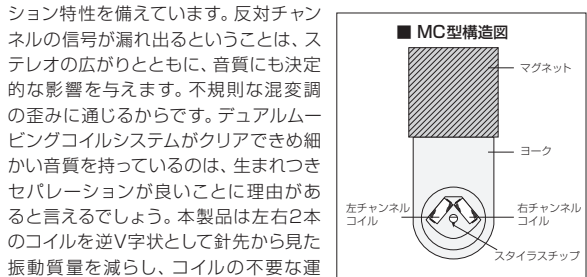 ション特性を備えています。反対チャン
ネルの信号が漏れ出るということは、ス
テレオの広がりとともに、音質にも決定
的な影響を与えます。不規則な混変調
の歪みに通じるからです。デュアルムー
ビングコイルシステムがクリアできめ細
かい音質を持っているのは、生まれつき
セパレーションが良いことに理由があ
ると言えるでしょう。本製品は左右2本
のコイルを逆V字状として針先から見た
振動質量を減らし、コイルの不要な運
■ MC型構造図
マグネット
ヨーク
左チャンネル
コイル
右チャンネル
コイル
スタイラスチップ